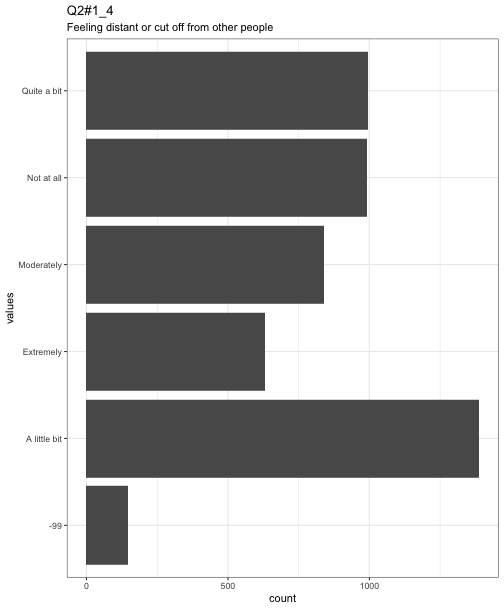 Q2#1_4
Feeling distant or cut off from other people
values
Quite a bit
Not at all
Moderately
Extremely
A little bit
-99
0 500 1000
count